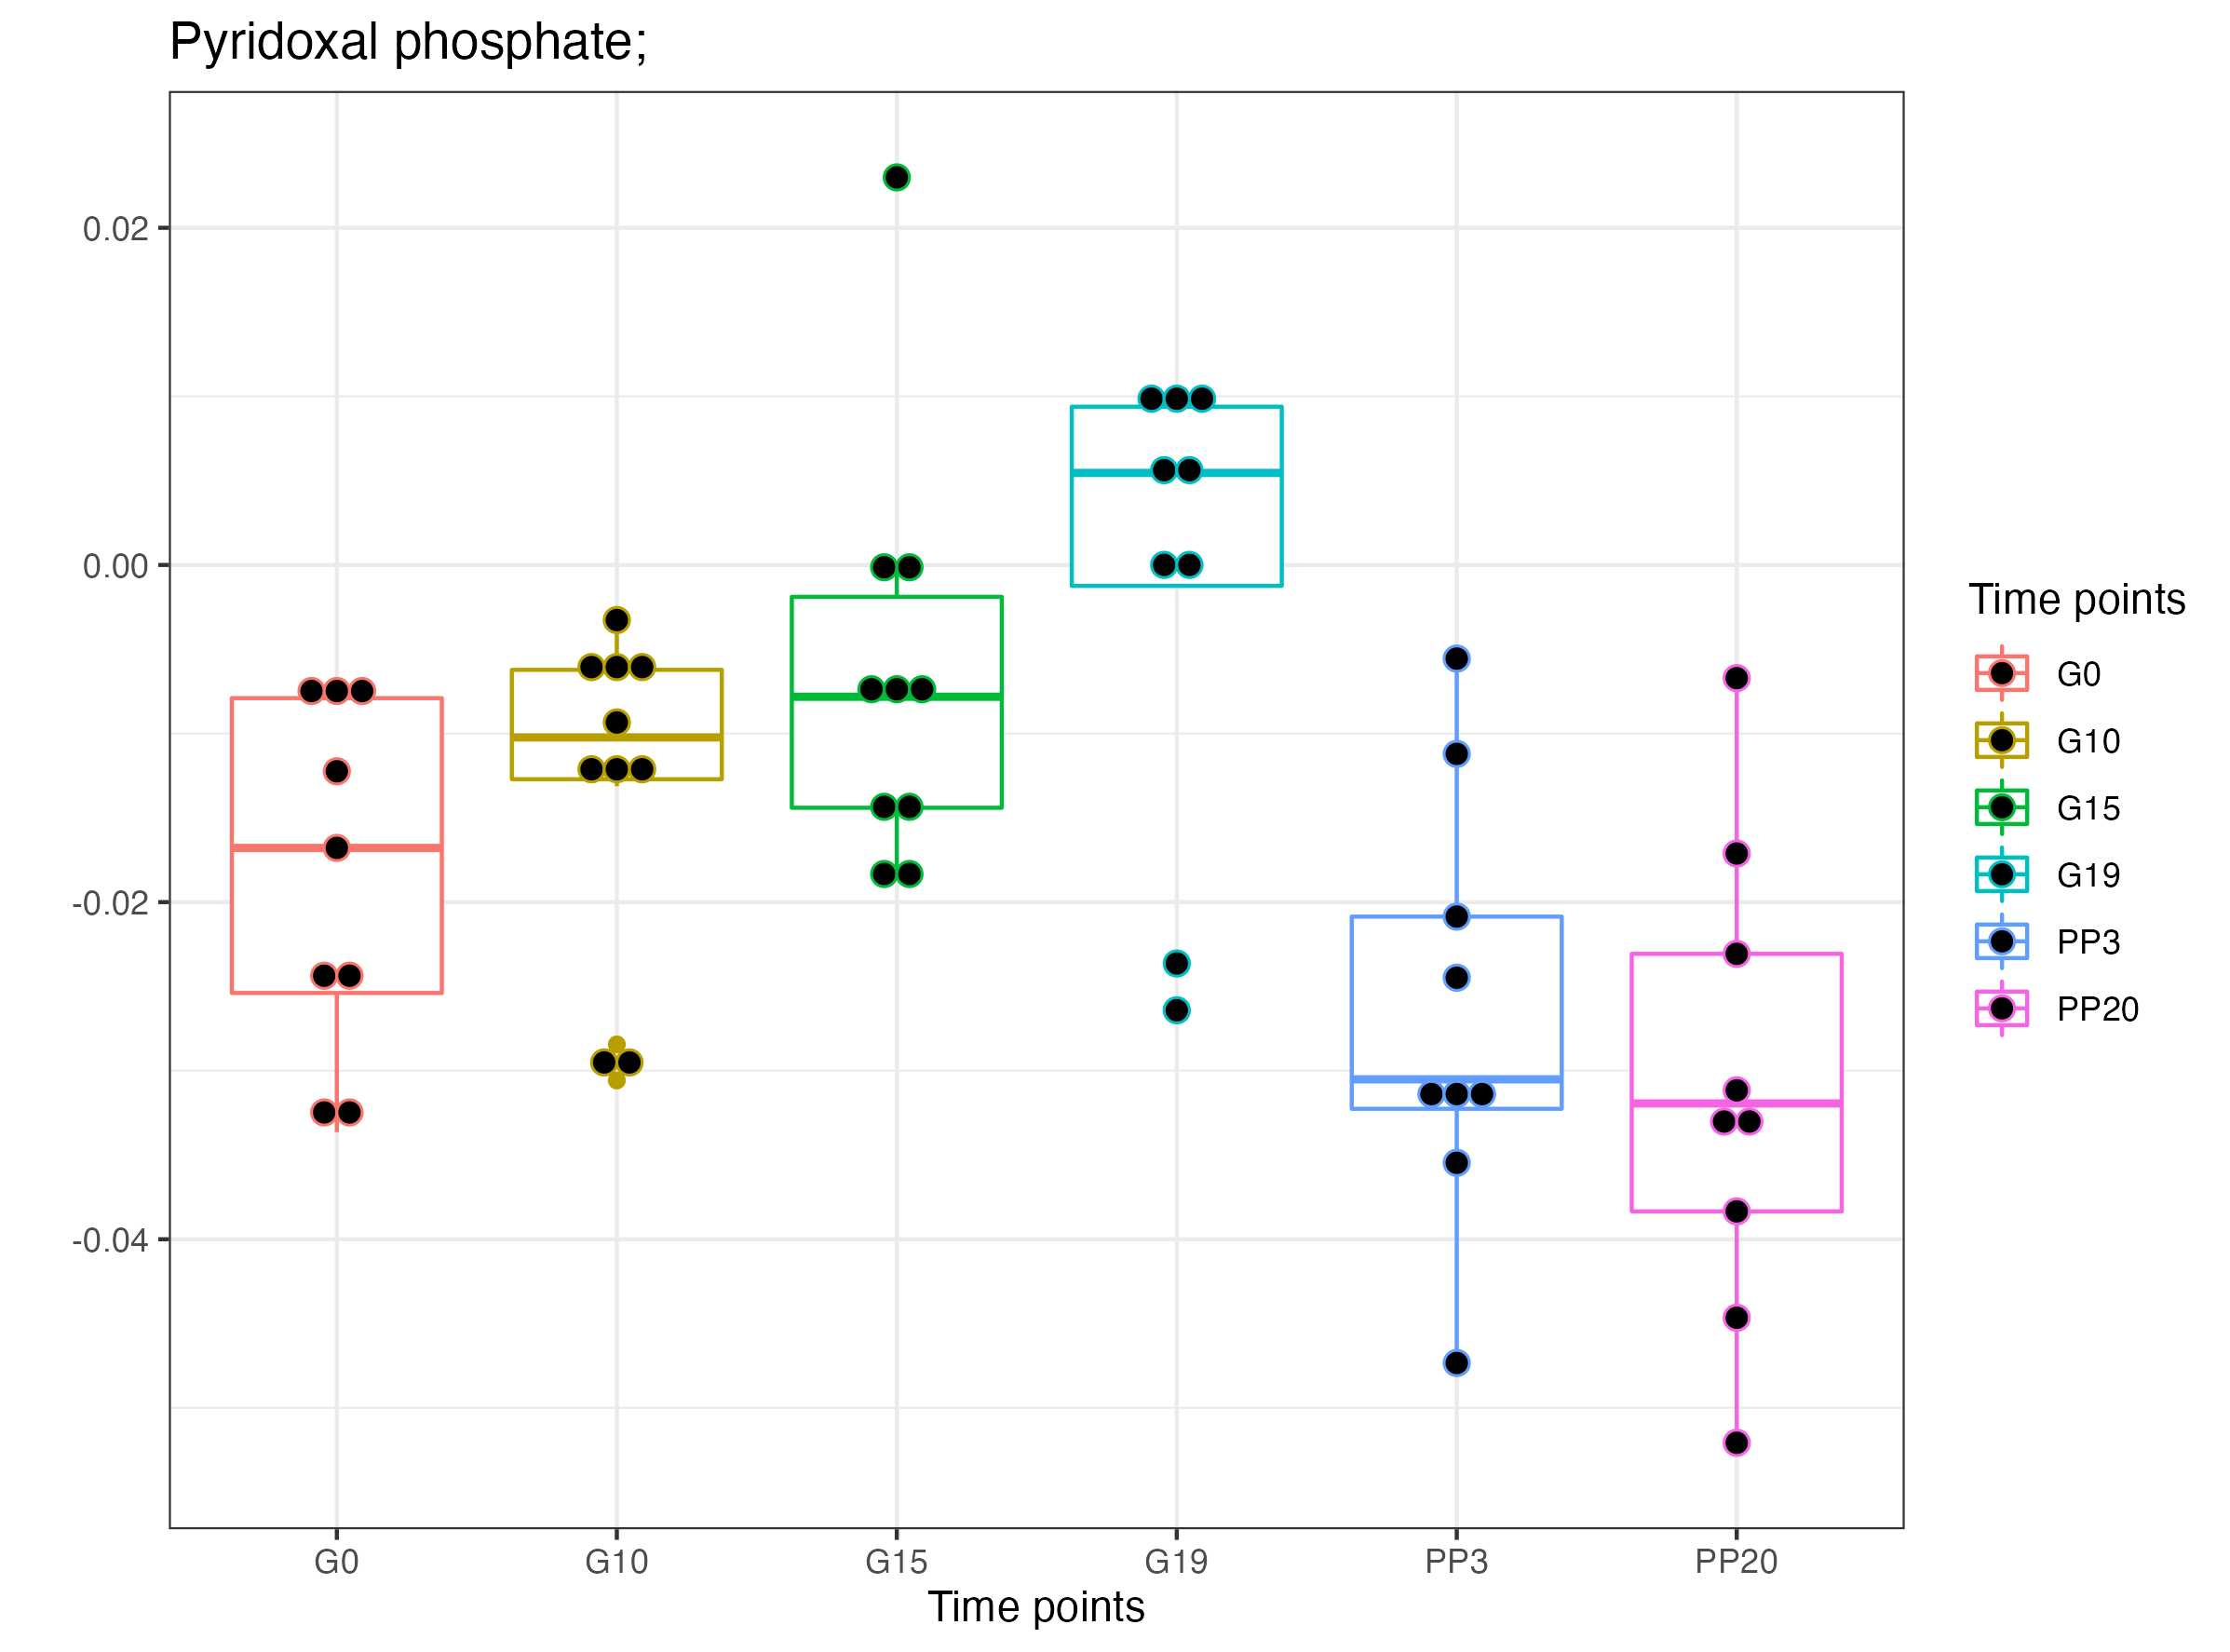 Pyridoxal phosphate;
0.02
0.00
-0.02
-0.04
G0 G10 G15 G19 PP3 PP20
Time points
Time points
G0
G10
G15
G19
PP3
PP20